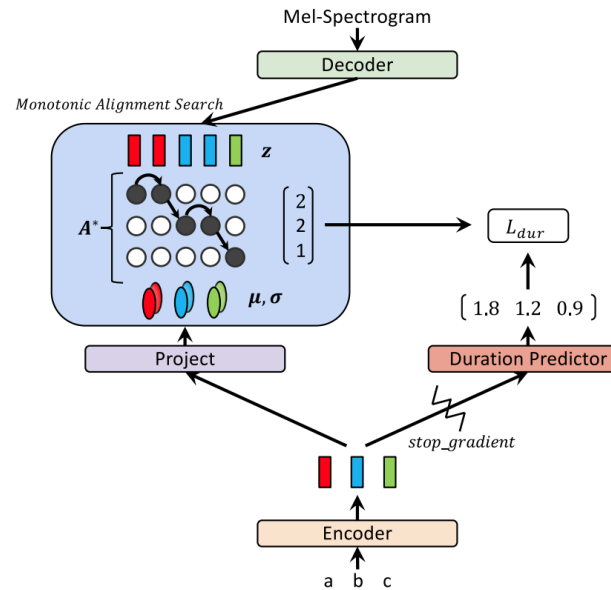 Mel-Spectrogram
Decoder
Monotonic Alignment Search
z
A*
2
2
1
L_dur
μ, σ
[1.8 1.2 0.9]
Project
Duration Predictor
stop_gradient
Encoder
a b c